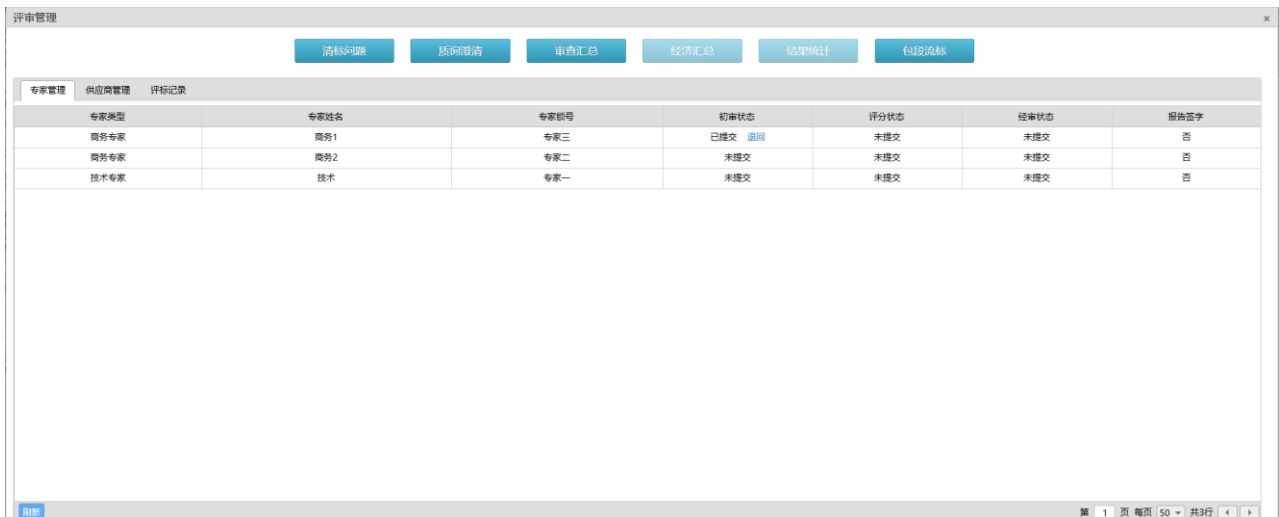 评审管理 ×
清标问题 质询澄清 审查汇总 经济汇总 结果统计 包段流标
专家管理 供应商管理 评标记录
专家类型 专家姓名 专家锁号 初审状态 评分状态 经审状态 报告签字
商务专家 商务1 专家三 已提交 退回 未提交 未提交 否
商务专家 商务2 专家二 未提交 未提交 未提交 否
技术专家 技术 专家一 未提交 未提交 未提交 否
刷新 第 1 页 每页 50 共3行